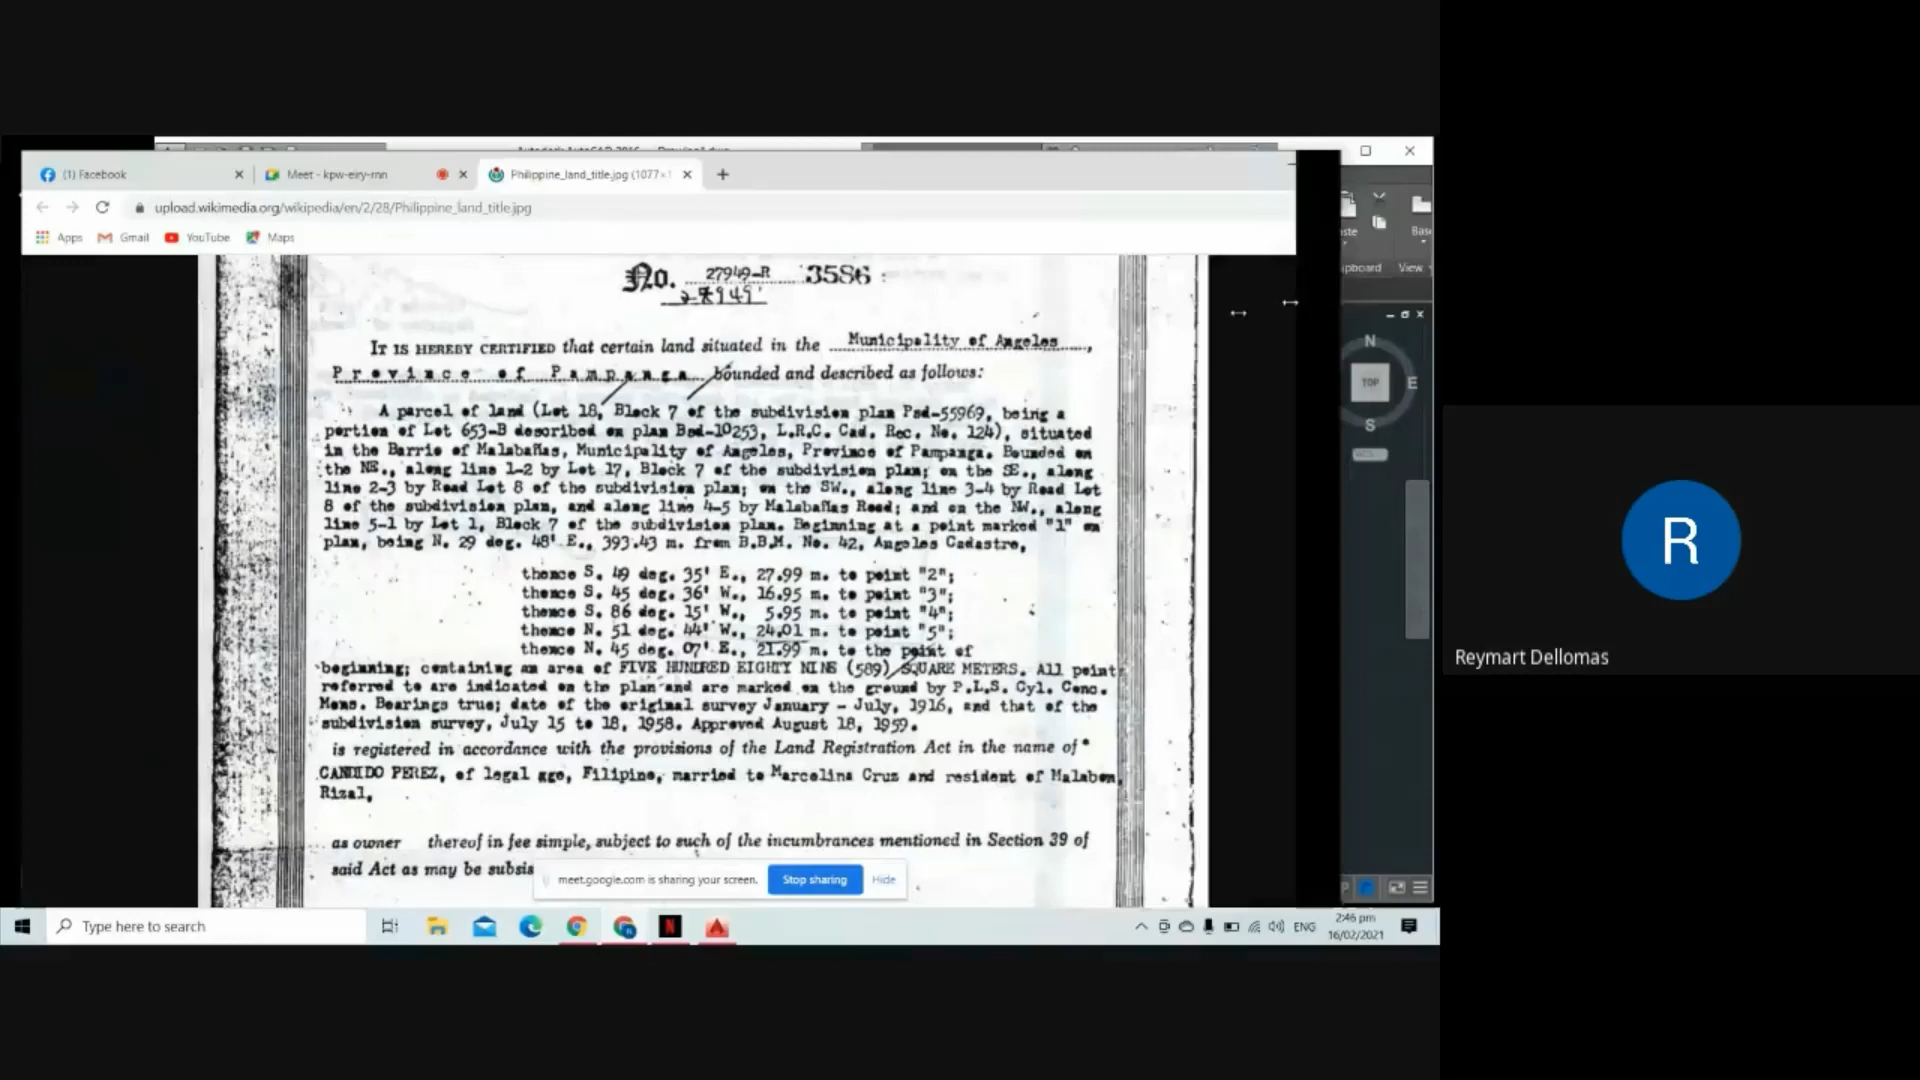 (1) Facebook
Meet - kpw-eiry-rnn
Philippine_land_title.jpg (1077×1
upload.wikimedia.org/wikipedia/en/2/28/Philippine_land_title.jpg
Apps Gmail YouTube Maps
No. 27949-R 3586
IT IS HEREBY CERTIFIED that certain land situated in the Municipality of Angeles,
Province of Pampanga bounded and described as follows:
A parcel of land (Lot 18, Block 7 of the subdivision plan Psd-55969, being a
portion of Lot 653-B described on plan Bsd-10253, L.R.C. Cad. Rec. No. 124), situated
in the Barrio of Malabañas, Municipality of Angeles, Province of Pampanga. Bounded on
the NE., along line 1-2 by Lot 17, Block 7 of the subdivision plan; on the SE., along
line 2-3 by Road Lot 8 of the subdivision plan; on the SW., along line 3-4 by Road Lot
8 of the subdivision plan, and along line 4-5 by Malabañas Road; and on the NW., along
line 5-1 by Lot 1, Block 7 of the subdivision plan. Beginning at a point marked "1" on
plan, being N. 29 deg. 48' E., 393.43 m. from B.B.M. No. 42, Angeles Cadastre,
thence S. 49 deg. 35' E., 27.99 m. to point "2";
thence S. 45 deg. 36' W., 16.95 m. to point "3";
thence S. 86 deg. 15' W., 5.95 m. to point "4";
thence N. 51 deg. 44' W., 24.01 m. to point "5";
thence N. 45 deg. 07' E., 21.99 m. to the point of
beginning; containing an area of FIVE HUNDRED EIGHTY NINE (589) SQUARE METERS. All points
referred to are indicated on the plan and are marked on the ground by P.L.S. Cyl. Conc.
Mons. Bearings true; date of the original survey January - July, 1916, and that of the
subdivision survey, July 15 to 18, 1958. Approved August 18, 1959.
is registered in accordance with the provisions of the Land Registration Act in the name of
CANDIDO PEREZ, of legal age, Filipino, married to Marcelina Cruz and resident of Malabon,
Rizal,
as owner thereof in fee simple, subject to such of the incumbrances mentioned in Section 39 of
said Act as may be subsis
meet.google.com is sharing your screen. Stop sharing Hide
Bas
View
N
TOP
E
S
Reymart Dellomas
R
Type here to search
ENG
2:46 pm
16/02/2021